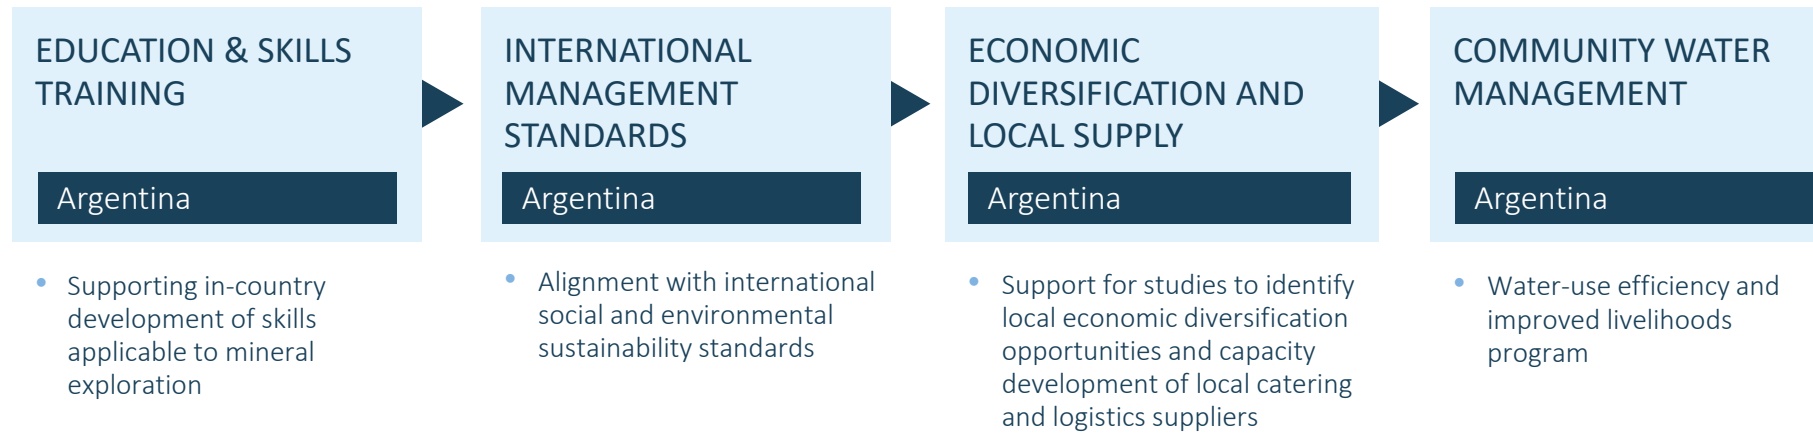 EDUCATION & SKILLS
TRAINING
Argentina
• Supporting in-country
development of skills
applicable to mineral
exploration
INTERNATIONAL
MANAGEMENT
STANDARDS
Argentina
• Alignment with international
social and environmental
sustainability standards
ECONOMIC
DIVERSIFICATION AND
LOCAL SUPPLY
Argentina
• Support for studies to identify
local economic diversification
opportunities and capacity
development of local catering
and logistics suppliers
COMMUNITY WATER
MANAGEMENT
Argentina
• Water-use efficiency and
improved livelihoods
program